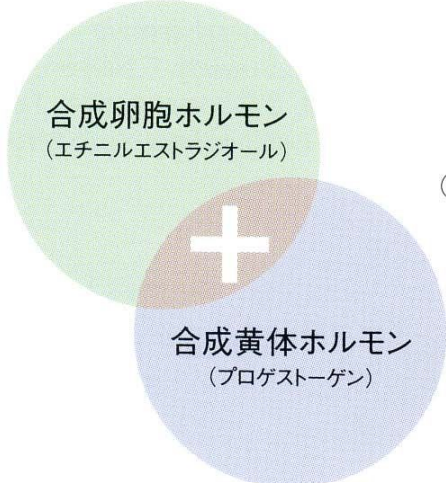 合成卵胞ホルモン
(エチニルエストラジオール)
合成黄体ホルモン
(プロゲストーゲン)